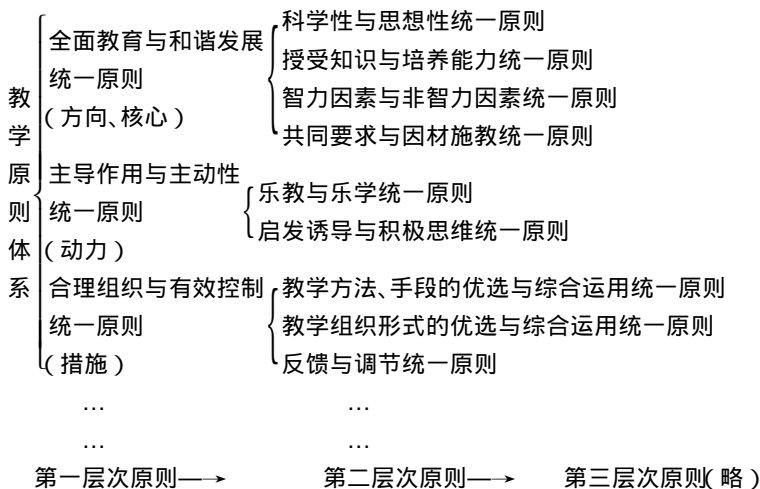 教学原则体系
全面教育与和谐发展
统一原则
(方向、核心)
科学性与思想性统一原则
授受知识与培养能力统一原则
智力因素与非智力因素统一原则
共同要求与因材施教统一原则
主导作用与主动性
统一原则
(动力)
乐教与乐学统一原则
启发诱导与积极思维统一原则
合理组织与有效控制
统一原则
(措施)
教学方法、手段的优选与综合运用统一原则
教学组织形式的优选与综合运用统一原则
反馈与调节统一原则
… …
… …
第一层次原则—→ 第二层次原则—→ 第三层次原则(略)